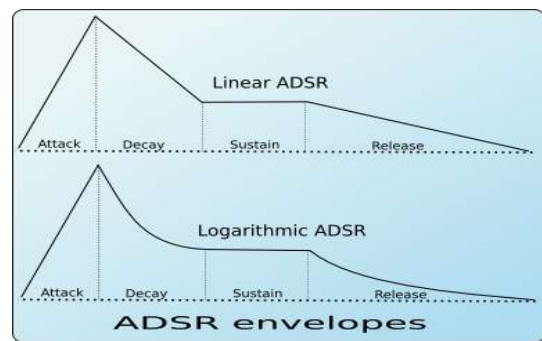 Linear ADSR
Attack Decay Sustain Release
Logarithmic ADSR
Attack Decay Sustain Release
ADSR envelopes